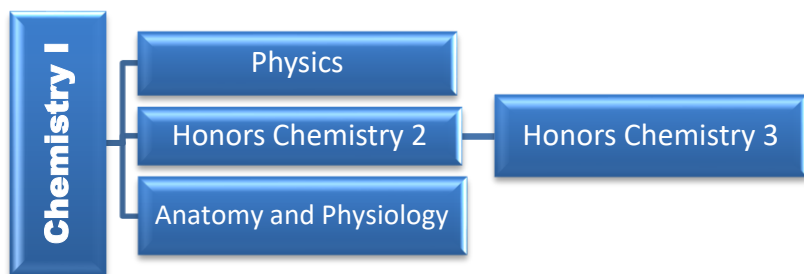 Chemistry I
Physics
Honors Chemistry 2
Honors Chemistry 3
Anatomy and Physiology